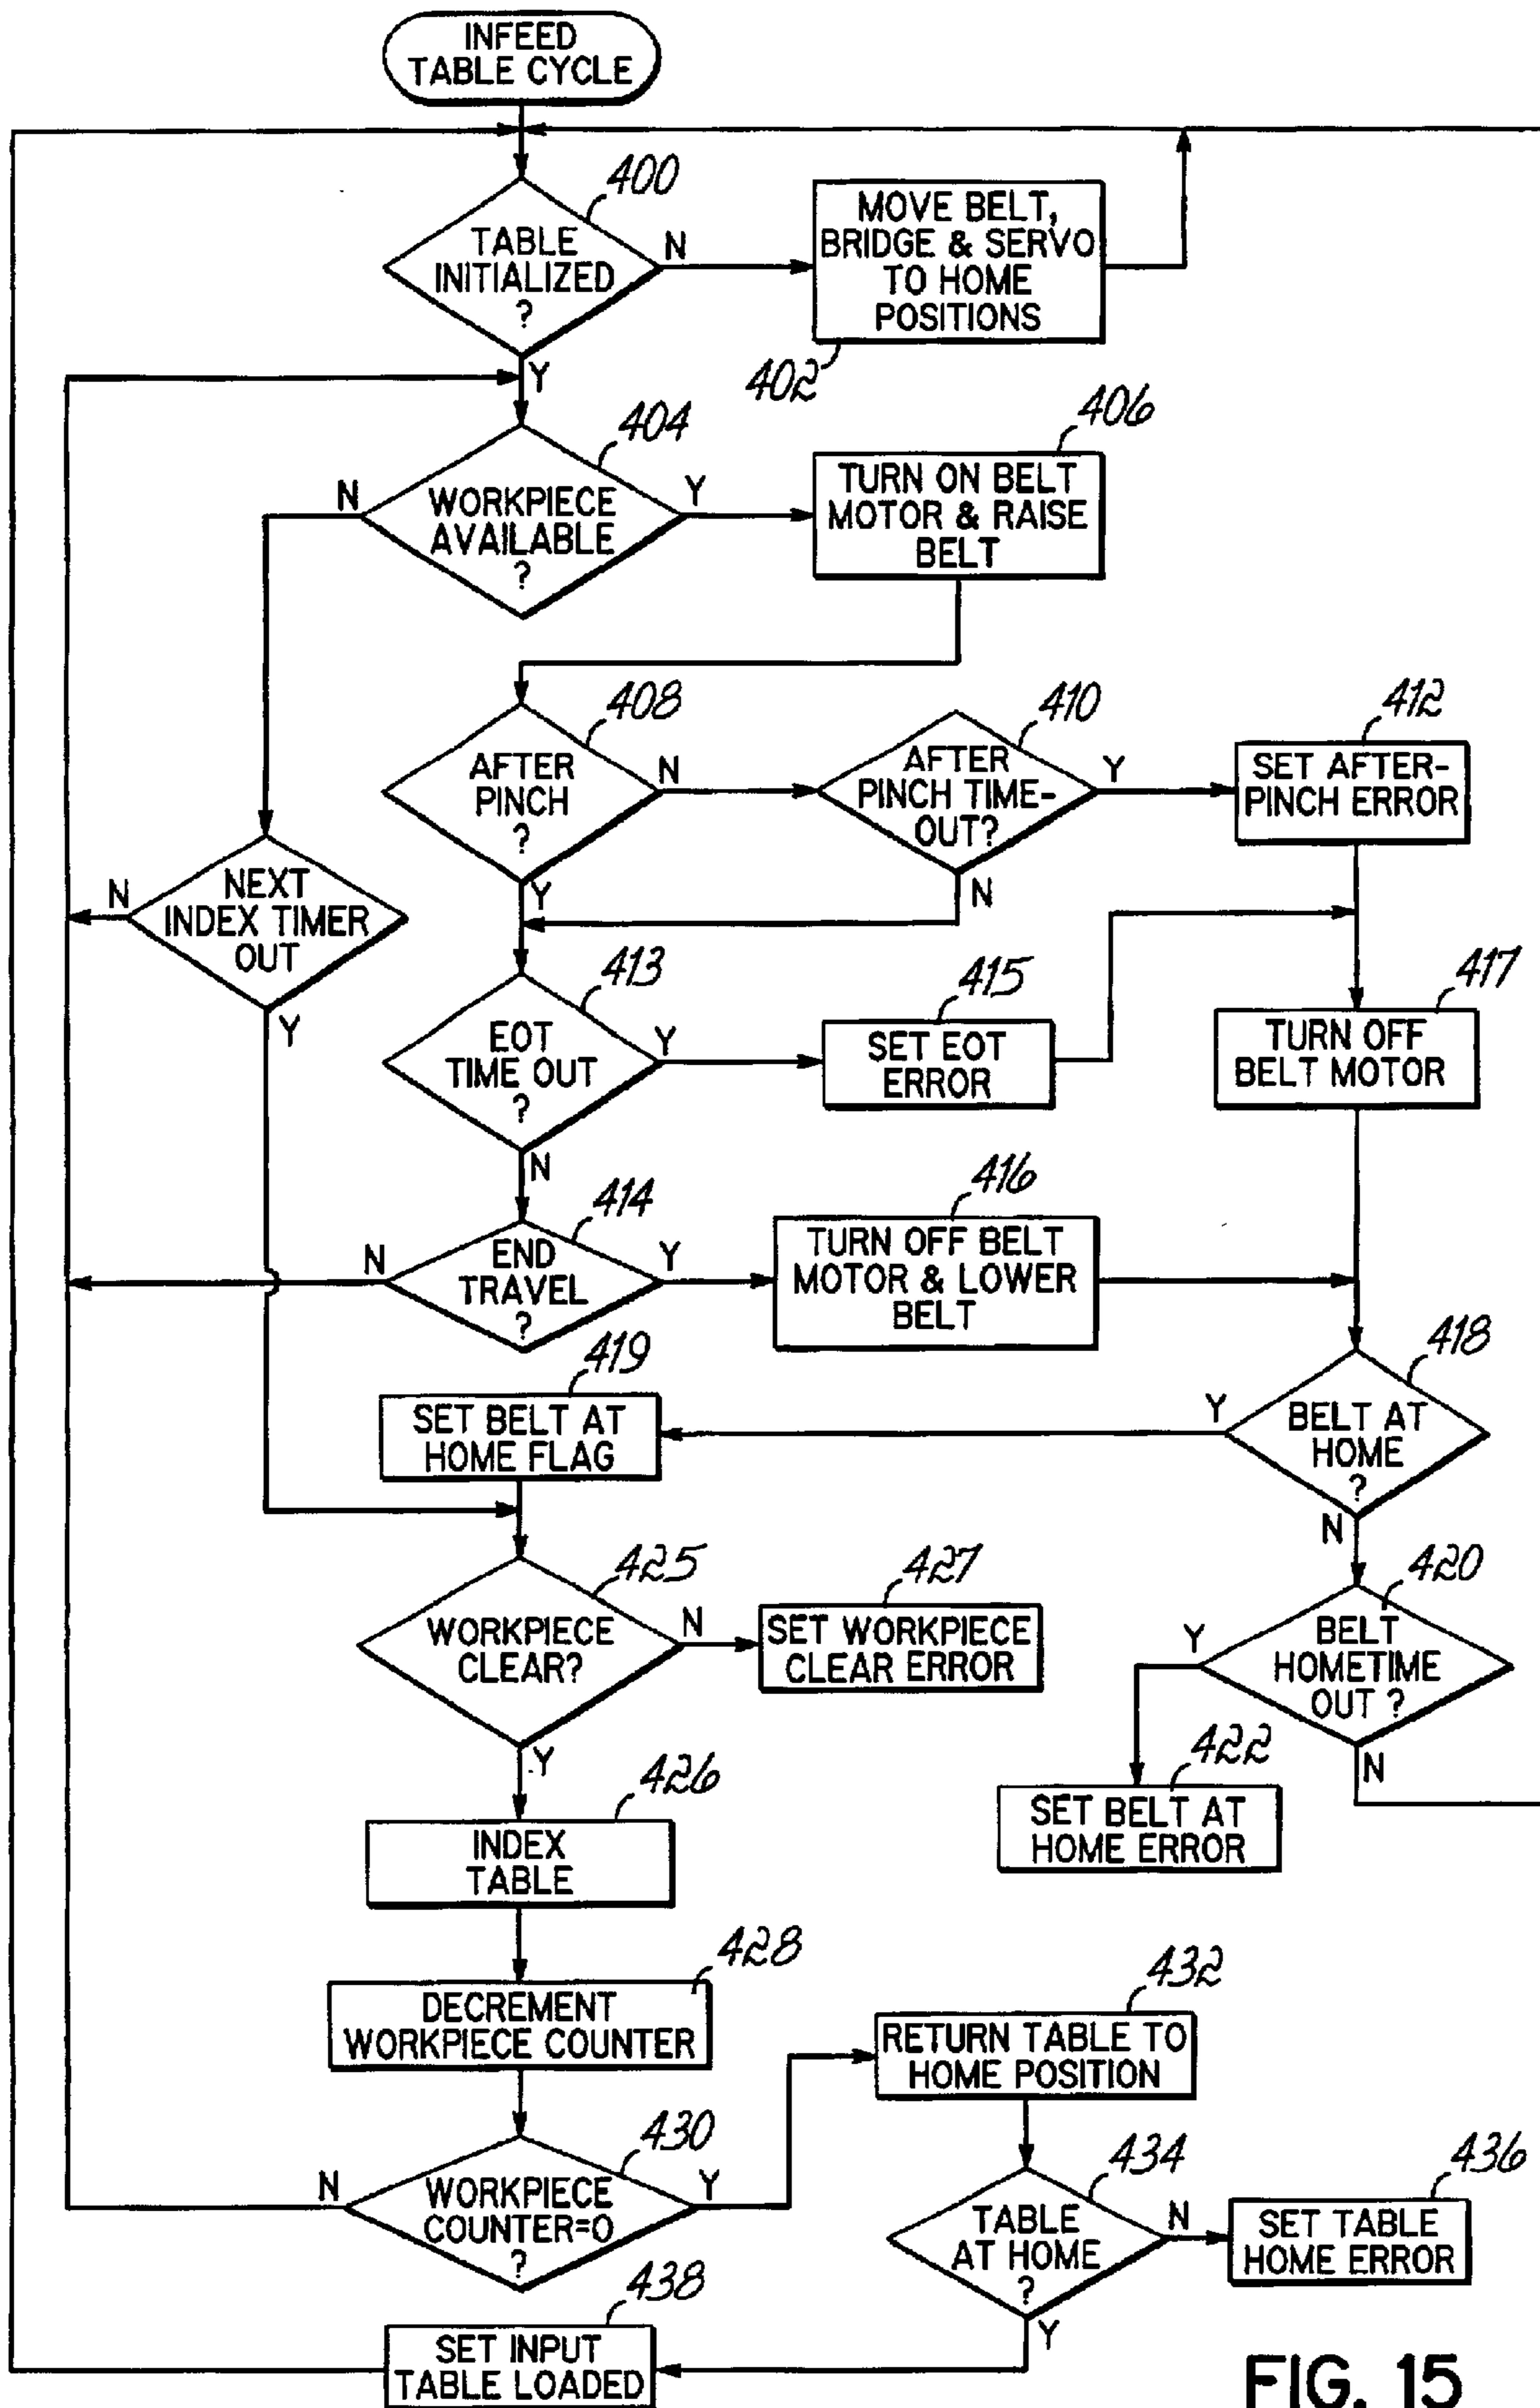 INFEED
TABLE CYCLE
400
TABLE
INITIALIZED
?
N
Y
MOVE BELT,
BRIDGE & SERVO
TO HOME
POSITIONS
402
404
WORKPIECE
AVAILABLE
?
N
Y
406
TURN ON BELT
MOTOR & RAISE
BELT
408
AFTER
PINCH
?
N
Y
410
AFTER
PINCH TIME-
OUT?
Y
N
412
SET AFTER-
PINCH ERROR
NEXT
INDEX TIMER
OUT
N
Y
413
EOT
TIME OUT
?
Y
N
415
SET EOT
ERROR
417
TURN OFF
BELT MOTOR
414
END
TRAVEL
?
N
Y
416
TURN OFF BELT
MOTOR & LOWER
BELT
418
BELT AT
HOME
?
Y
N
419
SET BELT AT
HOME FLAG
420
BELT
HOMETIME
OUT ?
Y
N
422
SET BELT AT
HOME ERROR
425
WORKPIECE
CLEAR?
N
Y
427
SET WORKPIECE
CLEAR ERROR
426
INDEX
TABLE
428
DECREMENT
WORKPIECE COUNTER
430
WORKPIECE
COUNTER=0
?
N
Y
432
RETURN TABLE TO
HOME POSITION
434
TABLE
AT HOME
?
N
Y
436
SET TABLE
HOME ERROR
438
SET INPUT
TABLE LOADED
FIG. 15